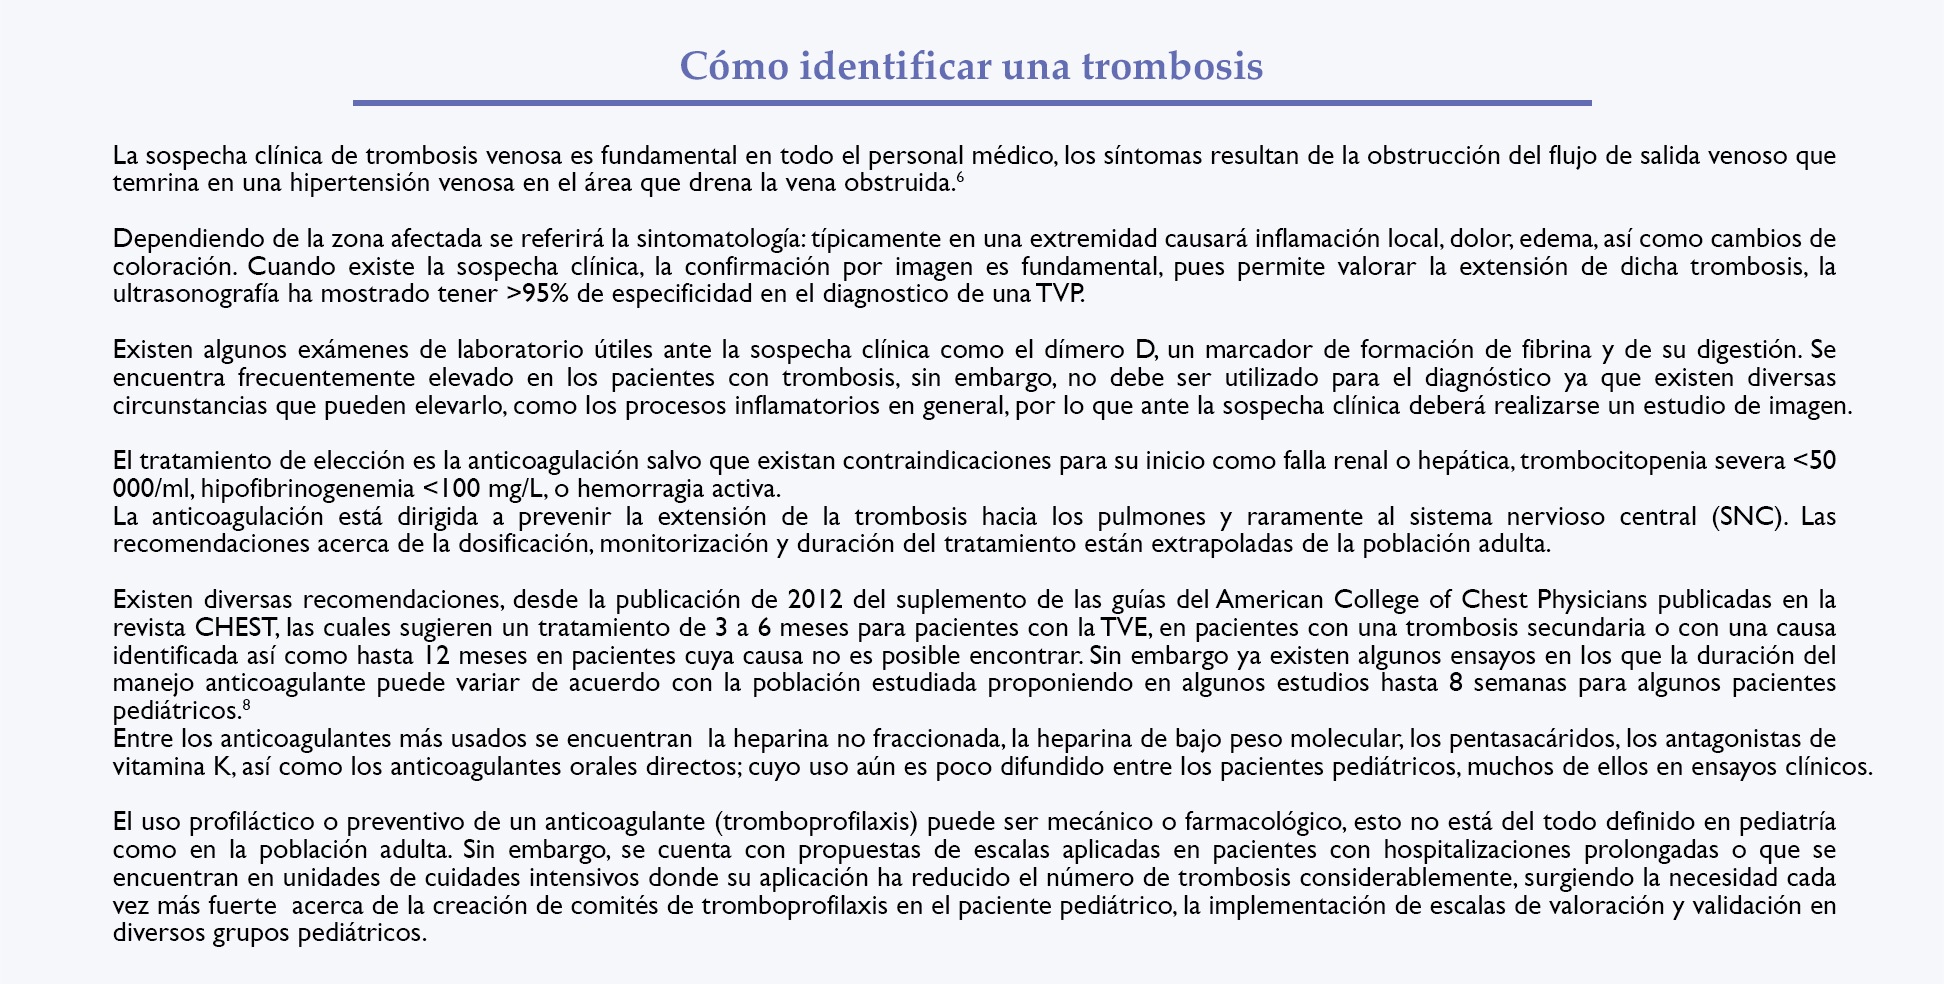 Cómo identificar una trombosis
La sospecha clínica de trombosis venosa es fundamental en todo el personal médico, los síntomas resultan de la obstrucción del flujo de salida venoso que
temrina en una hipertensión venosa en el área que drena la vena obstruida.⁶
Dependiendo de la zona afectada se referirá la sintomatología: típicamente en una extremidad causará inflamación local, dolor, edema, así como cambios de
coloración. Cuando existe la sospecha clínica, la confirmación por imagen es fundamental, pues permite valorar la extensión de dicha trombosis, la
ultrasonografía ha mostrado tener >95% de especificidad en el diagnostico de una TVP.
Existen algunos exámenes de laboratorio útiles ante la sospecha clínica como el dímero D, un marcador de formación de fibrina y de su digestión. Se
encuentra frecuentemente elevado en los pacientes con trombosis, sin embargo, no debe ser utilizado para el diagnóstico ya que existen diversas
circunstancias que pueden elevarlo, como los procesos inflamatorios en general, por lo que ante la sospecha clínica deberá realizarse un estudio de imagen.
El tratamiento de elección es la anticoagulación salvo que existan contraindicaciones para su inicio como falla renal o hepática, trombocitopenia severa <50
000/ml, hipofibrinogenemia <100 mg/L, o hemorragia activa.
La anticoagulación está dirigida a prevenir la extensión de la trombosis hacia los pulmones y raramente al sistema nervioso central (SNC). Las
recomendaciones acerca de la dosificación, monitorización y duración del tratamiento están extrapoladas de la población adulta.
Existen diversas recomendaciones, desde la publicación de 2012 del suplemento de las guías del American College of Chest Physicians publicadas en la
revista CHEST, las cuales sugieren un tratamiento de 3 a 6 meses para pacientes con la TVE, en pacientes con una trombosis secundaria o con una causa
identificada así como hasta 12 meses en pacientes cuya causa no es posible encontrar. Sin embargo ya existen algunos ensayos en los que la duración del
manejo anticoagulante puede variar de acuerdo con la población estudiada proponiendo en algunos estudios hasta 8 semanas para algunos pacientes
pediátricos.⁸
Entre los anticoagulantes más usados se encuentran  la heparina no fraccionada, la heparina de bajo peso molecular, los pentasacáridos, los antagonistas de
vitamina K, así como los anticoagulantes orales directos; cuyo uso aún es poco difundido entre los pacientes pediátricos, muchos de ellos en ensayos clínicos.
El uso profiláctico o preventivo de un anticoagulante (tromboprofilaxis) puede ser mecánico o farmacológico, esto no está del todo definido en pediatría
como en la población adulta. Sin embargo, se cuenta con propuestas de escalas aplicadas en pacientes con hospitalizaciones prolongadas o que se
encuentran en unidades de cuidades intensivos donde su aplicación ha reducido el número de trombosis considerablemente, surgiendo la necesidad cada
vez más fuerte  acerca de la creación de comités de tromboprofilaxis en el paciente pediátrico, la implementación de escalas de valoración y validación en
diversos grupos pediátricos.